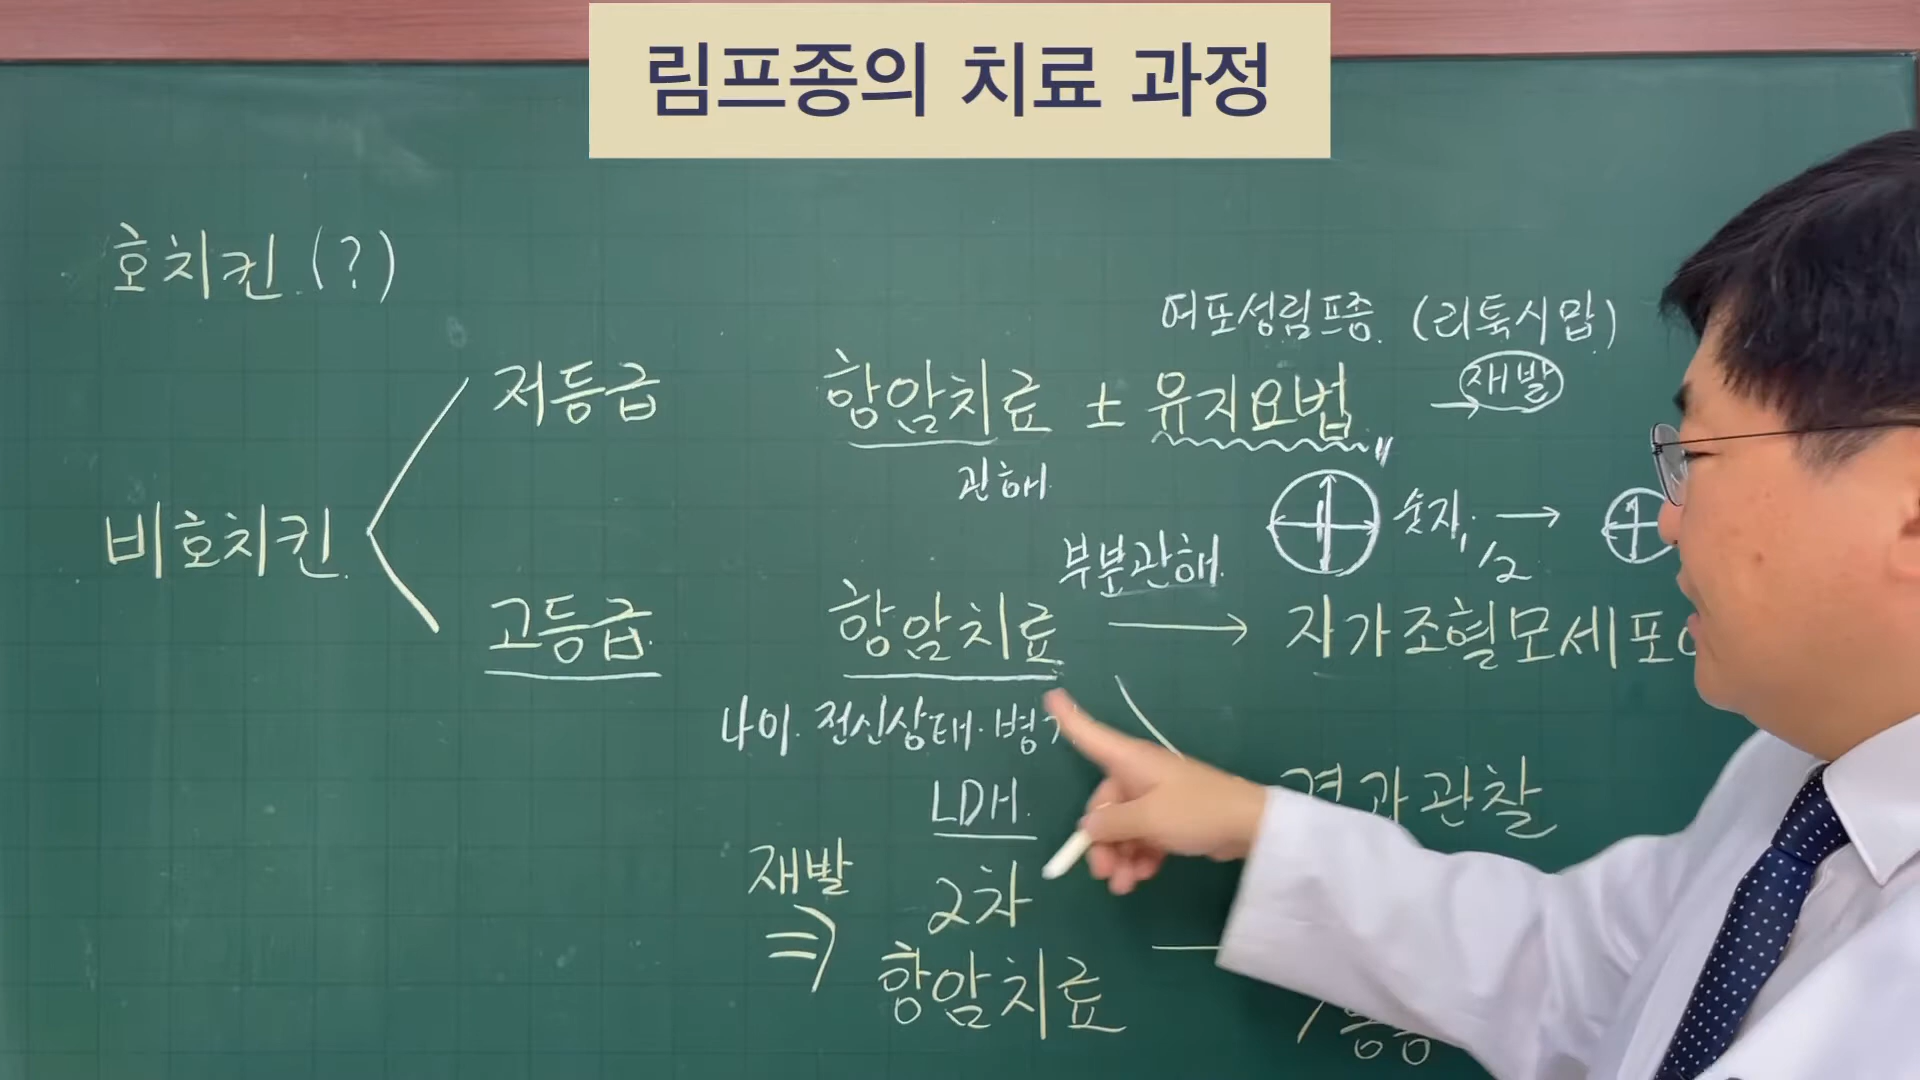 림프종의 치료 과정
호치킨 (?)
여포성림프종 (리툭시맙)
저등급 항암치료 ± 유지요법 → 재발
관해
숫자, 1/2 →
비호치킨
부분관해
고등급 항암치료 → 자가조혈모세포이
나이. 전신상태. 병기
경과관찰
LDH.
재발 ⇒ 2차
항암치료